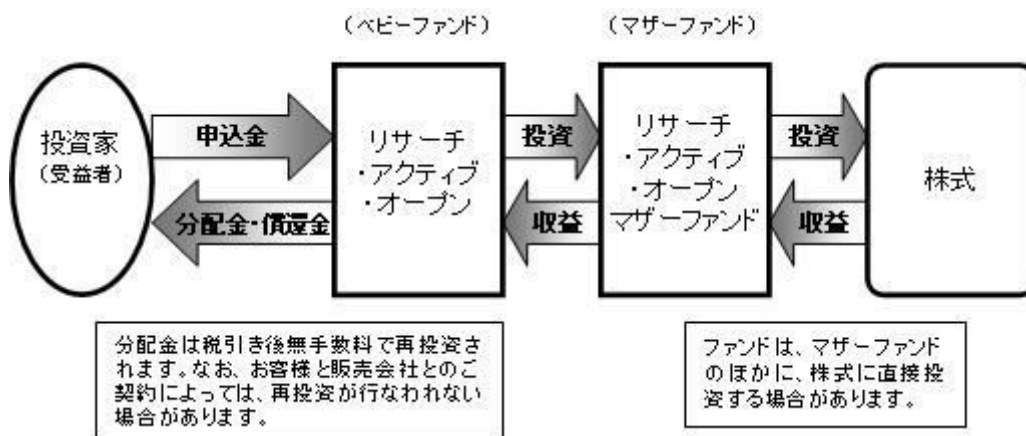 (ベビーファンド)
(マザーファンド)
投資家
(受益者)
申込金
分配金・償還金
リサーチ
・アクティブ
・オープン
投資
収益
リサーチ
・アクティブ
・オープン
マザーファンド
投資
収益
株式
分配金は税引き後無手数料で再投資さ
れます。なお、お客様と販売会社とのご
契約によっては、再投資が行なわれない
場合があります。
ファンドは、マザーファンド
のほかに、株式に直接投
資する場合があります。